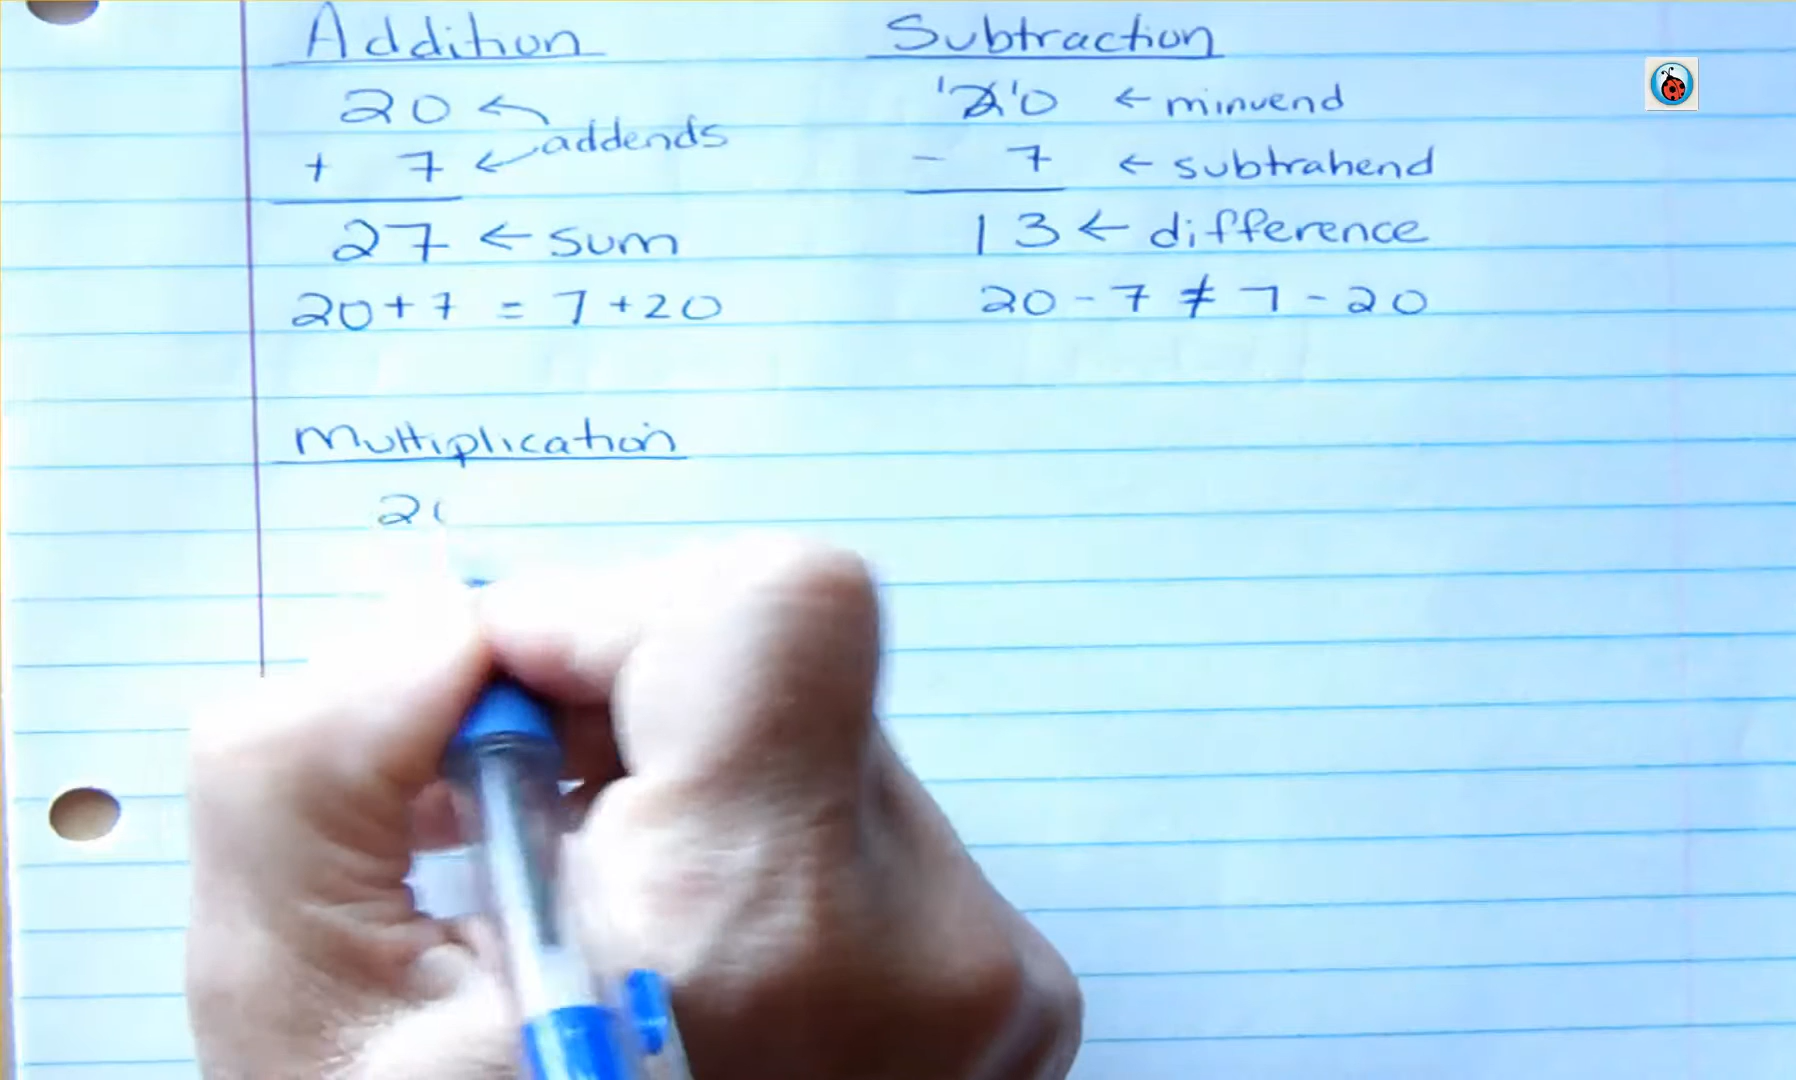 Addition
20 ←
+ 7 ← addends
27 ← sum
20 + 7 = 7 + 20
Subtraction
'2'0 ← minuend
- 7 ← subtrahend
13 ← difference
20 - 7 ≠ 7 - 20
Multiplication
2